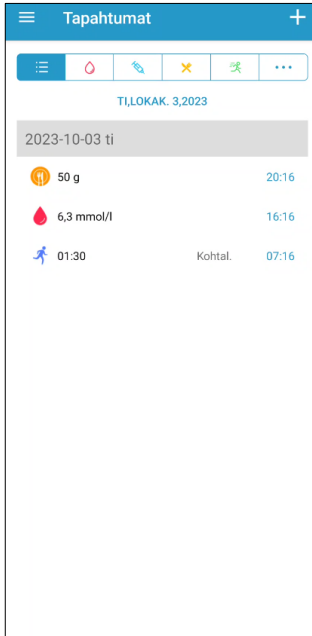 Tapahtumat
TI,LOKAK. 3,2023
2023-10-03 ti
50 g 20:16
6,3 mmol/l 16:16
01:30 Kohtal. 07:16